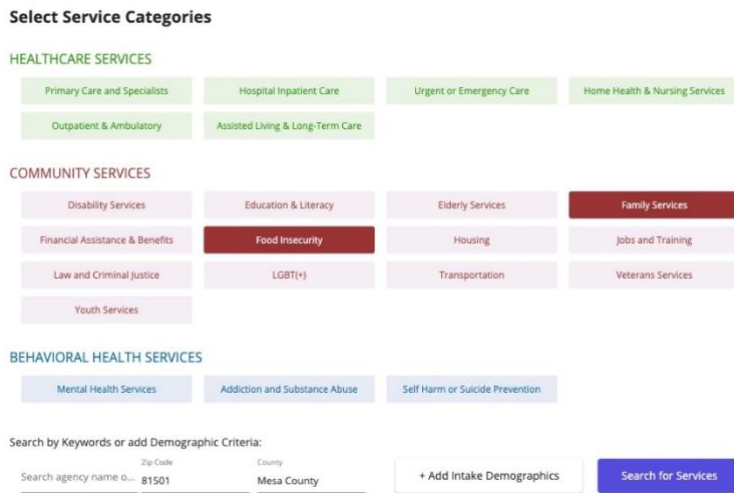 Select Service Categories
HEALTHCARE SERVICES
Primary Care and Specialists Hospital Inpatient Care Urgent or Emergency Care Home Health & Nursing Services
Outpatient & Ambulatory Assisted Living & Long-Term Care
COMMUNITY SERVICES
Disability Services Education & Literacy Elderly Services Family Services
Financial Assistance & Benefits Food Insecurity Housing Jobs and Training
Law and Criminal Justice LGBT(+) Transportation Veterans Services
Youth Services
BEHAVIORAL HEALTH SERVICES
Mental Health Services Addiction and Substance Abuse Self Harm or Suicide Prevention
Search by Keywords or add Demographic Criteria:
Zip Code County
Search agency name o... 81501 Mesa County + Add Intake Demographics Search for Services